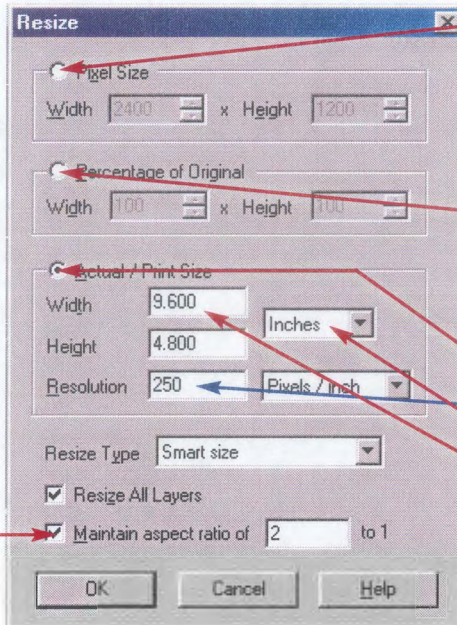 Resize
Pixel Size
Width 2400 x Height 1200
Percentage of Original
Width 100 x Height 100
Actual / Print Size
Width 9.600
Inches
Height 4.800
Resolution 250 Pixels / inch
Resize Type Smart size
Resize All Layers
Maintain aspect ratio of 2 to 1
OK Cancel Help